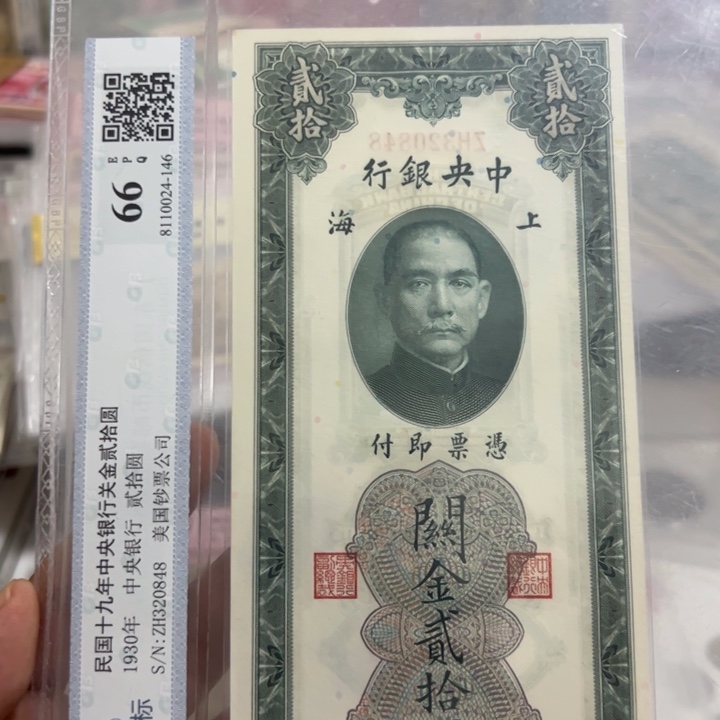 66
E
P
Q
8110024-146
民国十九年中央银行关金贰拾圆
1930年 中央银行 贰拾圆
S/N:ZH320848 美国钞票公司
标
貳拾
貳拾
ZH320848
行銀央中
海 上
付即票憑
關金貳拾